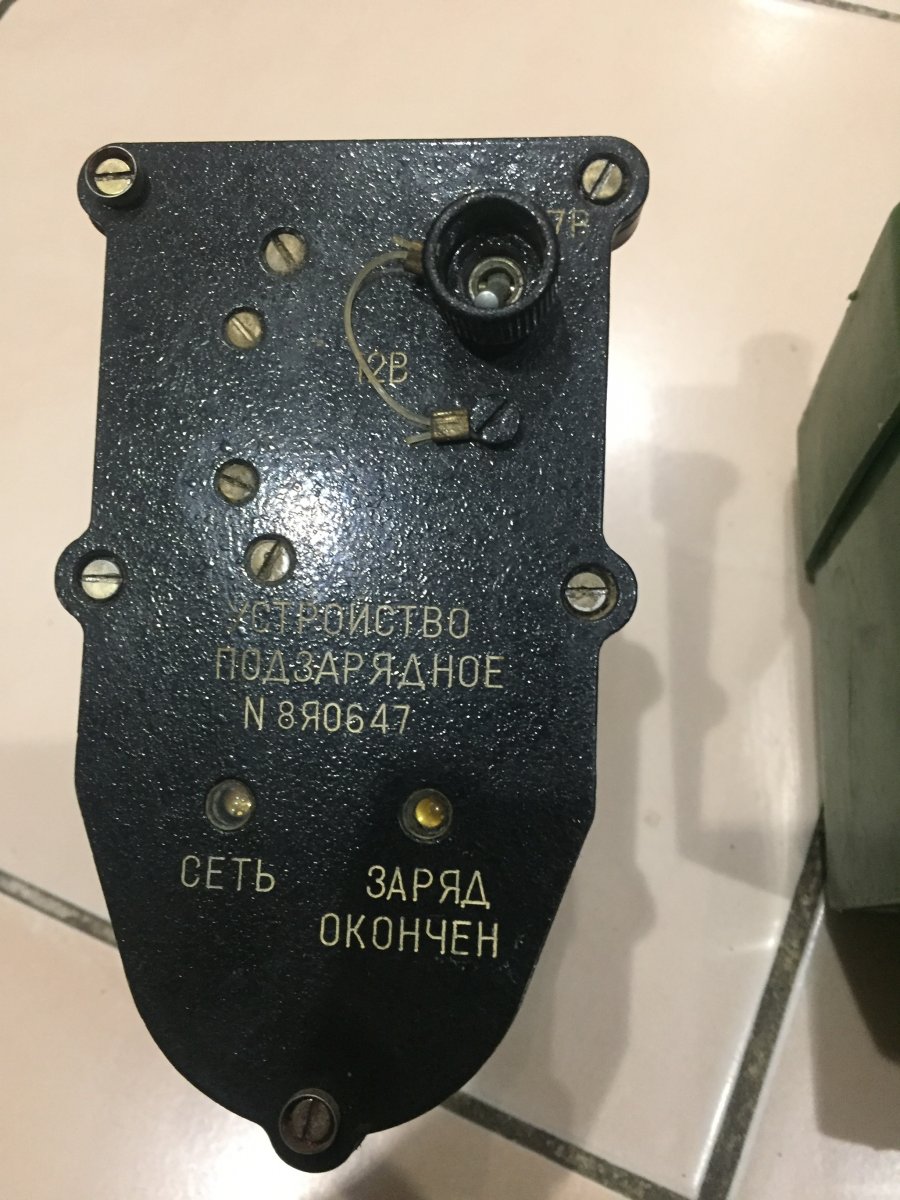 12В
УСТРОЙСТВО
ПОДЗАРЯДНОЕ
N 8Я0647
СЕТЬ
ЗАРЯД
ОКОНЧЕН